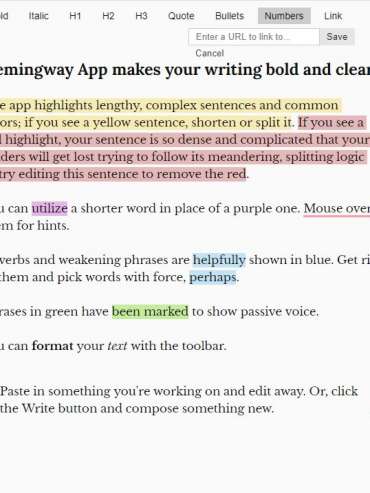 ld Italic H1 H2 H3 Quote Bullets Numbers Link
Enter a URL to link to... Save
Cancel
emingway App makes your writing bold and clear
e app highlights lengthy, complex sentences and common
ors; if you see a yellow sentence, shorten or split it. If you see a
d highlight, your sentence is so dense and complicated that your
ders will get lost trying to follow its meandering, splitting logic
try editing this sentence to remove the red.
u can utilize a shorter word in place of a purple one. Mouse over
em for hints.
verbs and weakening phrases are helpfully shown in blue. Get ri
them and pick words with force, perhaps.
rases in green have been marked to show passive voice.
u can format your text with the toolbar.
Paste in something you're working on and edit away. Or, click
the Write button and compose something new.